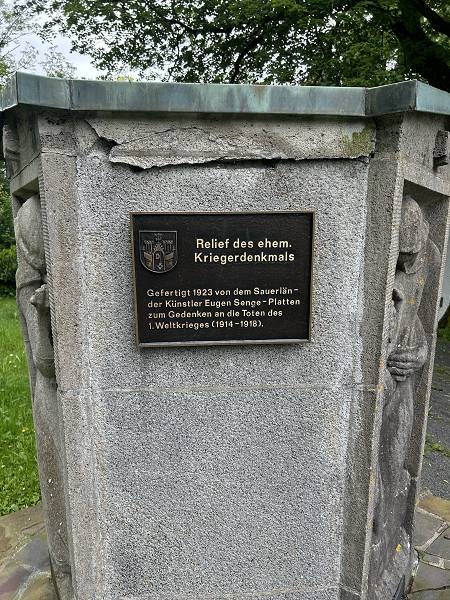 Relief des ehem.
Kriegerdenkmals
Gefertigt 1923 von dem Sauerlän-
der Künstler Eugen Senge-Platten
zum Gedenken an die Toten des
1. Weltkrieges (1914-1918).